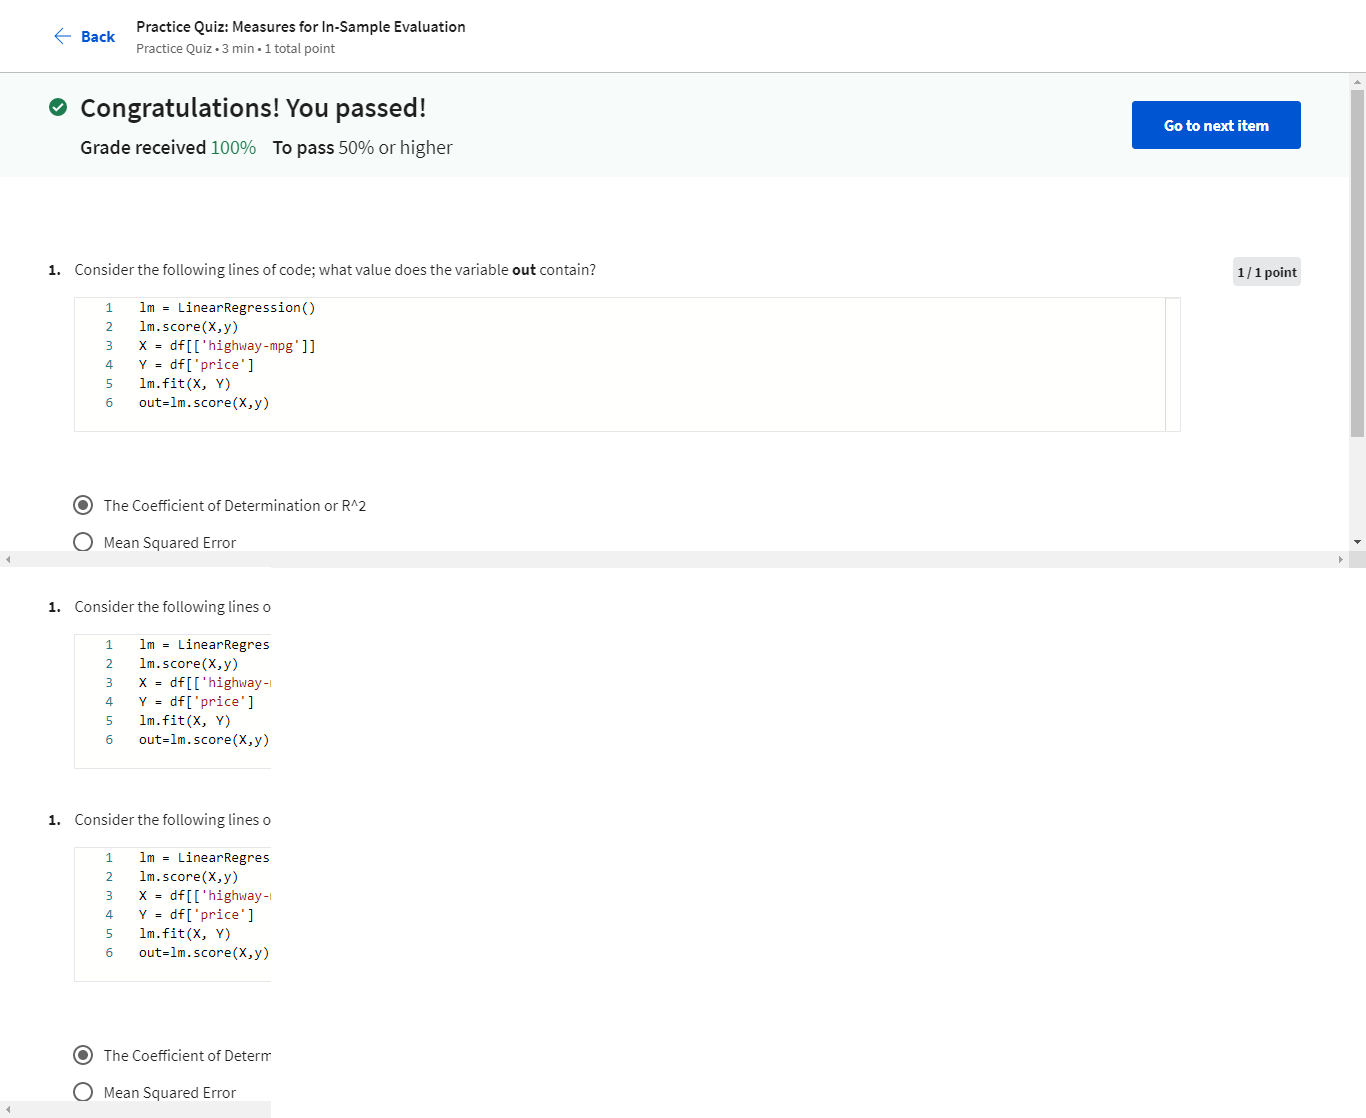 Back
Practice Quiz: Measures for In-Sample Evaluation
Practice Quiz • 3 min • 1 total point
Congratulations! You passed!
Grade received 100% To pass 50% or higher
Go to next item
1. Consider the following lines of code; what value does the variable out contain?
1 / 1 point
1 lm = LinearRegression()
2 lm.score(X,y)
3 X = df[['highway-mpg']]
4 Y = df['price']
5 lm.fit(X, Y)
6 out=lm.score(X,y)
The Coefficient of Determination or R^2
Mean Squared Error
1. Consider the following lines o
1 lm = LinearRegres
2 lm.score(X,y)
3 X = df[['highway-
4 Y = df['price']
5 lm.fit(X, Y)
6 out=lm.score(X,y)
1. Consider the following lines o
1 lm = LinearRegres
2 lm.score(X,y)
3 X = df[['highway-
4 Y = df['price']
5 lm.fit(X, Y)
6 out=lm.score(X,y)
The Coefficient of Determ
Mean Squared Error